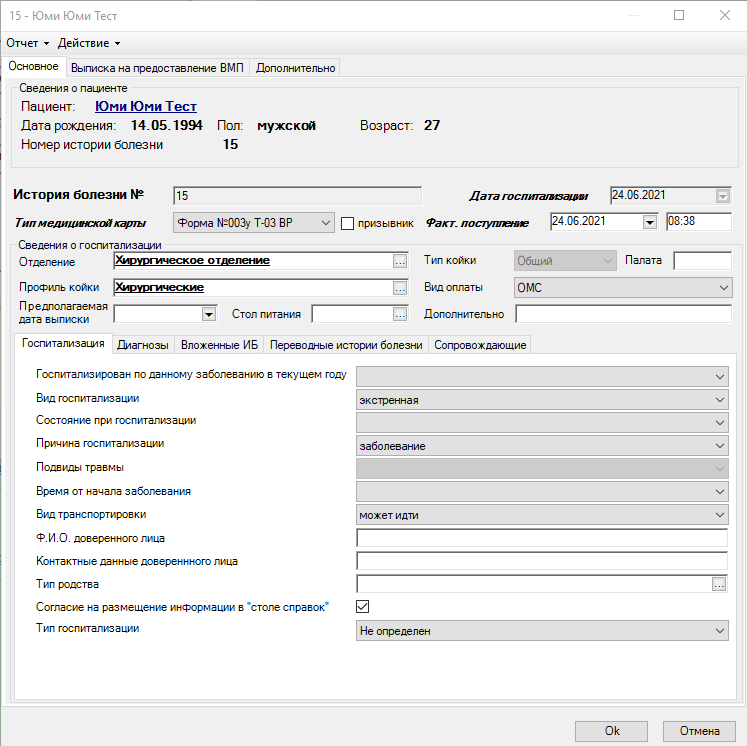 15 - Юми Юми Тест
Отчет Действие
Основное Выписка на предоставление ВМП Дополнительно
Сведения о пациенте
Пациент: Юми Юми Тест
Дата рождения: 14.05.1994 Пол: мужской Возраст: 27
Номер истории болезни 15
История болезни № 15 Дата госпитализации 24.06.2021
Тип медицинской карты Форма №003у Т-03 ВР призывник Факт. поступление 24.06.2021 08:38
Сведения о госпитализации
Отделение Хирургическое отделение ... Тип койки Общий Палата
Профиль койки Хирургические ... Вид оплаты ОМС
Предполагаемая
дата выписки Стол питания ... Дополнительно
Госпитализация Диагнозы Вложенные ИБ Переводные истории болезни Сопровождающие
Госпитализирован по данному заболеванию в текущем году
Вид госпитализации экстренная
Состояние при госпитализации
Причина госпитализации заболевание
Подвиды травмы
Время от начала заболевания
Вид транспортировки может идти
Ф.И.О. доверенного лица
Контактные данные довереннного лица
Тип родства ...
Согласие на размещение информации в "столе справок"
Тип госпитализации Не определен
Ok Отмена